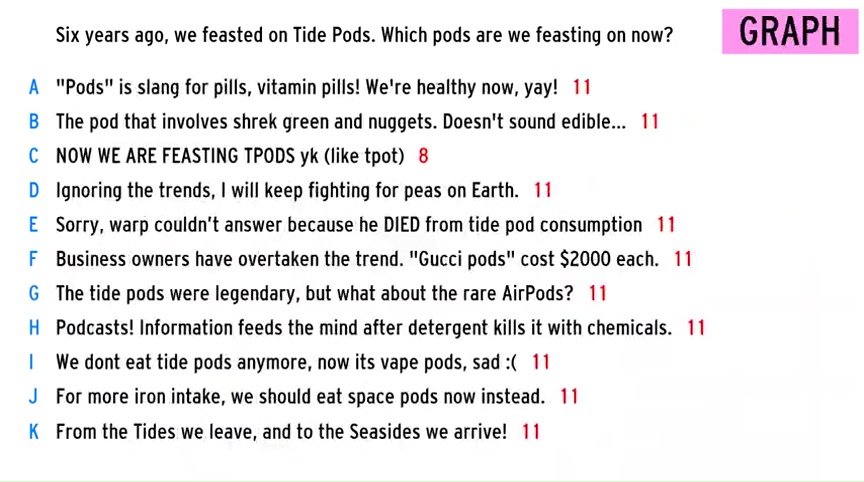 Six years ago, we feasted on Tide Pods. Which pods are we feasting on now?
GRAPH
A "Pods" is slang for pills, vitamin pills! We're healthy now, yay! 11
B The pod that involves shrek green and nuggets. Doesn't sound edible... 11
C NOW WE ARE FEASTING TPODS yk (like tpot) 8
D Ignoring the trends, I will keep fighting for peas on Earth. 11
E Sorry, warp couldn't answer because he DIED from tide pod consumption 11
F Business owners have overtaken the trend. "Gucci pods" cost $2000 each. 11
G The tide pods were legendary, but what about the rare AirPods? 11
H Podcasts! Information feeds the mind after detergent kills it with chemicals. 11
I We dont eat tide pods anymore, now its vape pods, sad :( 11
J For more iron intake, we should eat space pods now instead. 11
K From the Tides we leave, and to the Seasides we arrive! 11